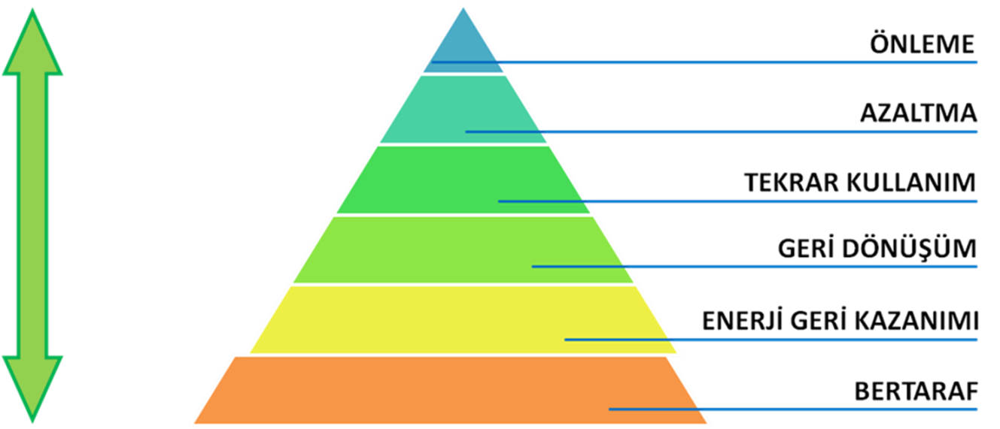 ÖNLEME
AZALTMA
TEKRAR KULLANIM
GERİ DÖNÜŞÜM
ENERJİ GERİ KAZANIMI
BERTARAF